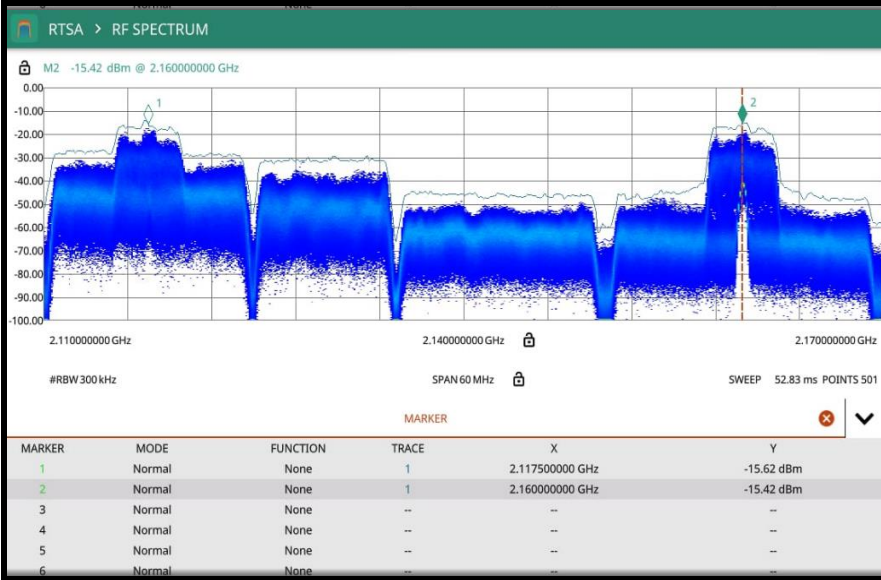 RTSA > RF SPECTRUM
M2 -15.42 dBm @ 2.160000000 GHz
0.00
-10.00
-20.00
-30.00
-40.00
-50.00
-60.00
-70.00
-80.00
-90.00
-100.00
1
2
2.110000000 GHz 2.140000000 GHz 2.170000000 GHz
#RBW 300 kHz SPAN 60 MHz SWEEP 52.83 ms POINTS 501
MARKER
MARKER MODE FUNCTION TRACE X Y
1 Normal None 1 2.117500000 GHz -15.62 dBm
2 Normal None 1 2.160000000 GHz -15.42 dBm
3 Normal None -- -- --
4 Normal None -- -- --
5 Normal None -- -- --
6 Normal None